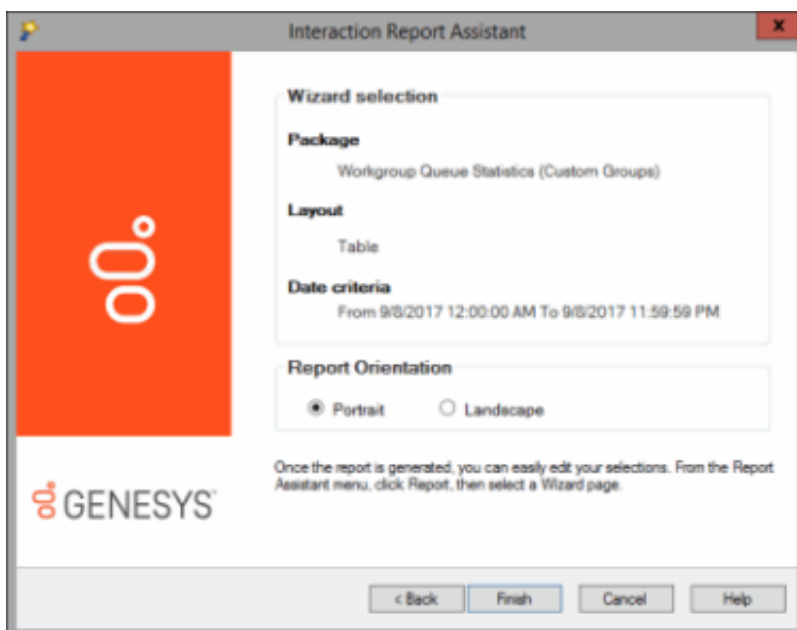 Interaction Report Assistant
x
Wizard selection
Package
Workgroup Queue Statistics (Custom Groups)
Layout
Table
Date criteria
From 9/8/2017 12:00:00 AM To 9/8/2017 11:59:59 PM
Report Orientation
Portrait
Landscape
Once the report is generated, you can easily edit your selections. From the Report
Assistant menu, click Report, then select a Wizard page.
GENESYS
< Back
Finish
Cancel
Help